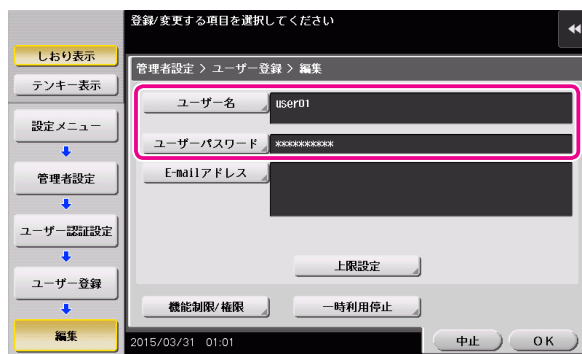 登録/変更する項目を選択してください
しおり表示
テンキー表示
設定メニュー
管理者設定
ユーザー認証設定
ユーザー登録
編集
管理者設定 > ユーザー登録 > 編集
ユーザー名 user01
ユーザーパスワード **********
E-mailアドレス
上限設定
機能制限/権限 一時利用停止
2015/03/31 01:01 中止 OK